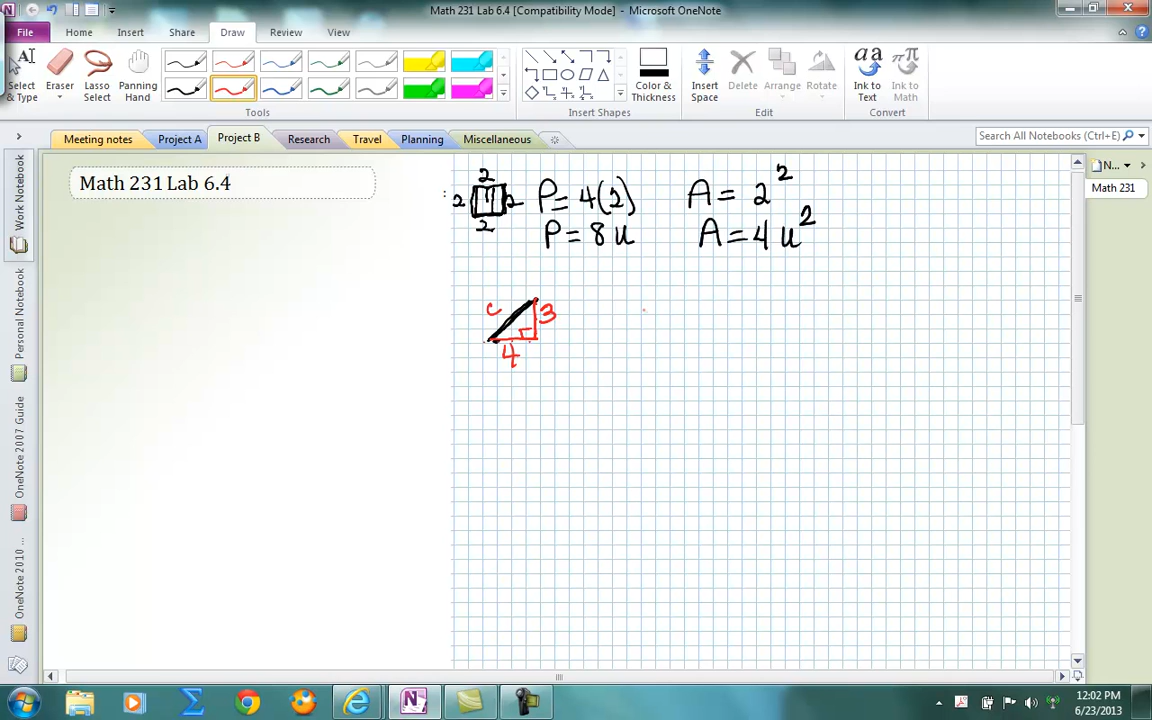 Math 231 Lab 6.4 [Compatibility Mode] - Microsoft OneNote
File Home Insert Share Draw Review View
Select & Type
Eraser
Lasso Select
Panning Hand
Color & Thickness
Insert Space
Delete
Arrange
Rotate
Ink to Text
Ink to Math
Tools Insert Shapes Edit Convert
Meeting notes Project A Project B Research Travel Planning Miscellaneous
Search All Notebooks (Ctrl+E)
N...
Math 231
Work Notebook
Personal Notebook
OneNote 2007 Guide
OneNote 2010 ...
Math 231 Lab 6.4
2
2 2 P = 4(2) A = 2²
2
P = 8 u A = 4 u²
c 3
4
12:02 PM
6/23/2013